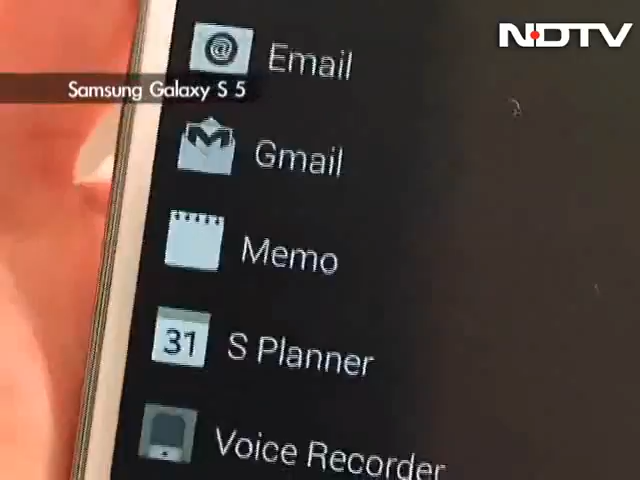 NDTV
Email
Samsung Galaxy S 5
Gmail
Memo
31 S Planner
Voice Recorder